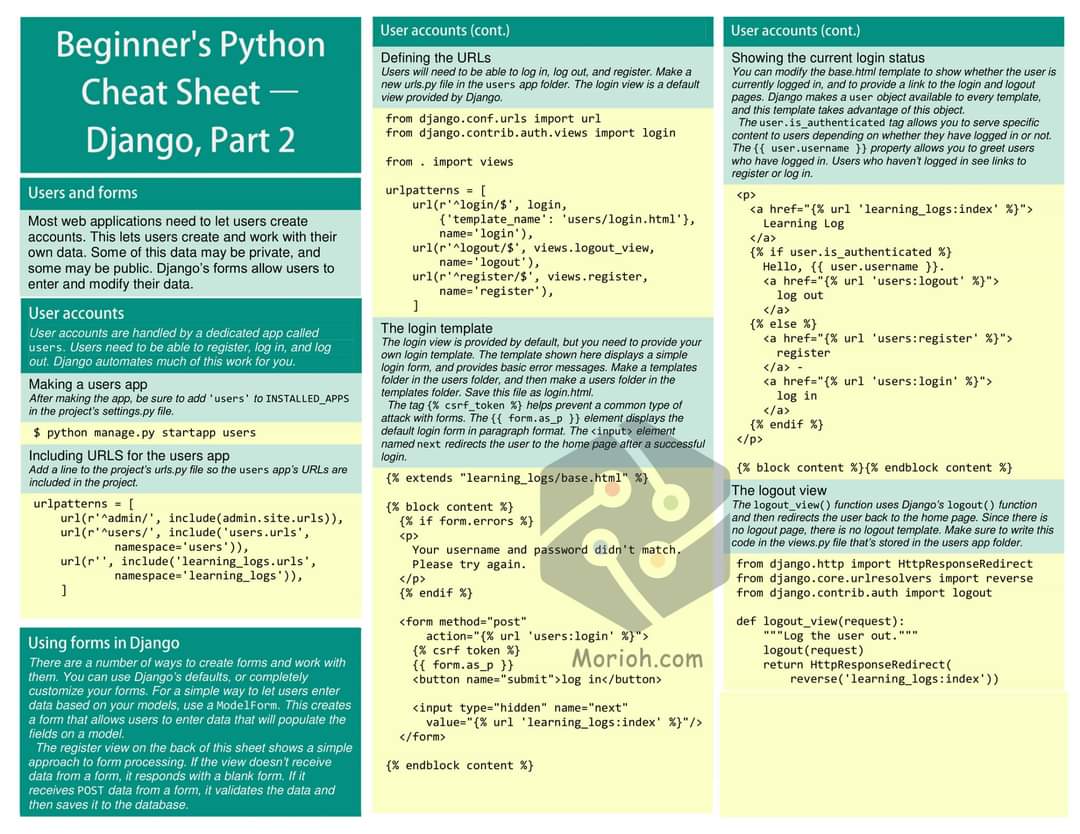 Beginner's Python
Cheat Sheet —
Django, Part 2
Users and forms
Most web applications need to let users create
accounts. This lets users create and work with their
own data. Some of this data may be private, and
some may be public. Django's forms allow users to
enter and modify their data.
User accounts
User accounts are handled by a dedicated app called
users. Users need to be able to register, log in, and log
out. Django automates much of this work for you.
Making a users app
After making the app, be sure to add 'users' to INSTALLED_APPS
in the project's settings.py file.
$ python manage.py startapp users
Including URLS for the users app
Add a line to the project's urls.py file so the users app's URLs are
included in the project.
urlpatterns = [
    url(r'^admin/', include(admin.site.urls)),
    url(r'^users/', include('users.urls',
            namespace='users')),
    url(r'', include('learning_logs.urls',
            namespace='learning_logs')),
    ]
Using forms in Django
There are a number of ways to create forms and work with
them. You can use Django's defaults, or completely
customize your forms. For a simple way to let users enter
data based on your models, use a ModelForm. This creates
a form that allows users to enter data that will populate the
fields on a model.
The register view on the back of this sheet shows a simple
approach to form processing. If the view doesn't receive
data from a form, it responds with a blank form. If it
receives POST data from a form, it validates the data and
then saves it to the database.
User accounts (cont.)
Defining the URLs
Users will need to be able to log in, log out, and register. Make a
new urls.py file in the users app folder. The login view is a default
view provided by Django.
from django.conf.urls import url
from django.contrib.auth.views import login
from . import views
urlpatterns = [
    url(r'^login/$', login,
        {'template_name': 'users/login.html'},
        name='login'),
    url(r'^logout/$', views.logout_view,
        name='logout'),
    url(r'^register/$', views.register,
        name='register'),
    ]
The login template
The login view is provided by default, but you need to provide your
own login template. The template shown here displays a simple
login form, and provides basic error messages. Make a templates
folder in the users folder, and then make a users folder in the
templates folder. Save this file as login.html.
The tag {% csrf_token %} helps prevent a common type of
attack with forms. The {{ form.as_p }} element displays the
default login form in paragraph format. The <input> element
named next redirects the user to the home page after a successful
login.
{% extends "learning_logs/base.html" %}
{% block content %}
  {% if form.errors %}
  <p>
    Your username and password didn't match.
    Please try again.
  </p>
  {% endif %}
  <form method="post"
      action="{% url 'users:login' %}">
    {% csrf token %}
    {{ form.as_p }}
    <button name="submit">log in</button>
    <input type="hidden" name="next"
      value="{% url 'learning_logs:index' %}"/>
  </form>
{% endblock content %}
Morioh.com
User accounts (cont.)
Showing the current login status
You can modify the base.html template to show whether the user is
currently logged in, and to provide a link to the login and logout
pages. Django makes a user object available to every template,
and this template takes advantage of this object.
The user.is_authenticated tag allows you to serve specific
content to users depending on whether they have logged in or not.
The {{ user.username }} property allows you to greet users
who have logged in. Users who haven't logged in see links to
register or log in.
<p>
  <a href="{% url 'learning_logs:index' %}">
    Learning Log
  </a>
  {% if user.is_authenticated %}
    Hello, {{ user.username }}.
    <a href="{% url 'users:logout' %}">
      log out
    </a>
  {% else %}
    <a href="{% url 'users:register' %}">
      register
    </a> -
    <a href="{% url 'users:login' %}">
      log in
    </a>
  {% endif %}
</p>
{% block content %}{% endblock content %}
The logout view
The logout_view() function uses Django's logout() function
and then redirects the user back to the home page. Since there is
no logout page, there is no logout template. Make sure to write this
code in the views.py file that's stored in the users app folder.
from django.http import HttpResponseRedirect
from django.core.urlresolvers import reverse
from django.contrib.auth import logout
def logout_view(request):
    """Log the user out."""
    logout(request)
    return HttpResponseRedirect(
        reverse('learning_logs:index'))